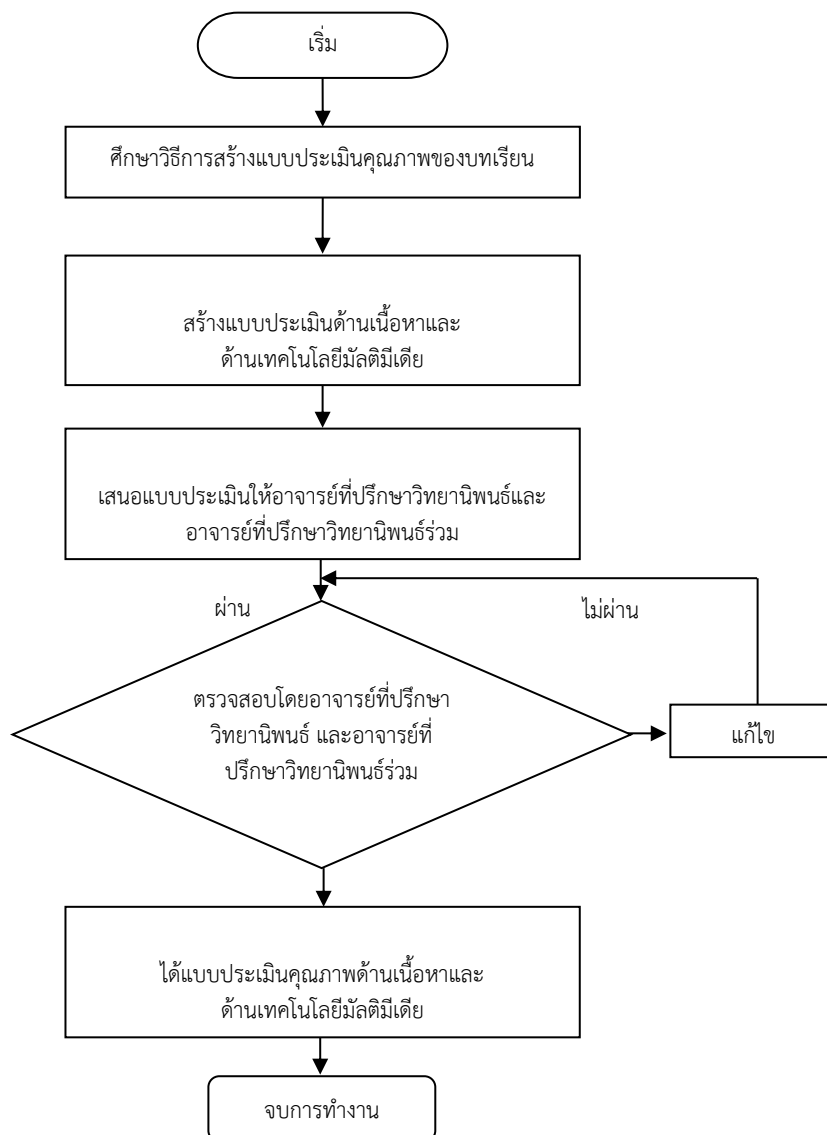 เริ่ม
ศึกษาวิธีการสร้างแบบประเมินคุณภาพของบทเรียน
สร้างแบบประเมินด้านเนื้อหาและ
ด้านเทคโนโลยีมัลติมีเดีย
เสนอแบบประเมินให้อาจารย์ที่ปรึกษาวิทยานิพนธ์และ
อาจารย์ที่ปรึกษาวิทยานิพนธ์ร่วม
ผ่าน
ไม่ผ่าน
ตรวจสอบโดยอาจารย์ที่ปรึกษา
วิทยานิพนธ์ และอาจารย์ที่
ปรึกษาวิทยานิพนธ์ร่วม
แก้ไข
ได้แบบประเมินคุณภาพด้านเนื้อหาและ
ด้านเทคโนโลยีมัลติมีเดีย
จบการทำงาน